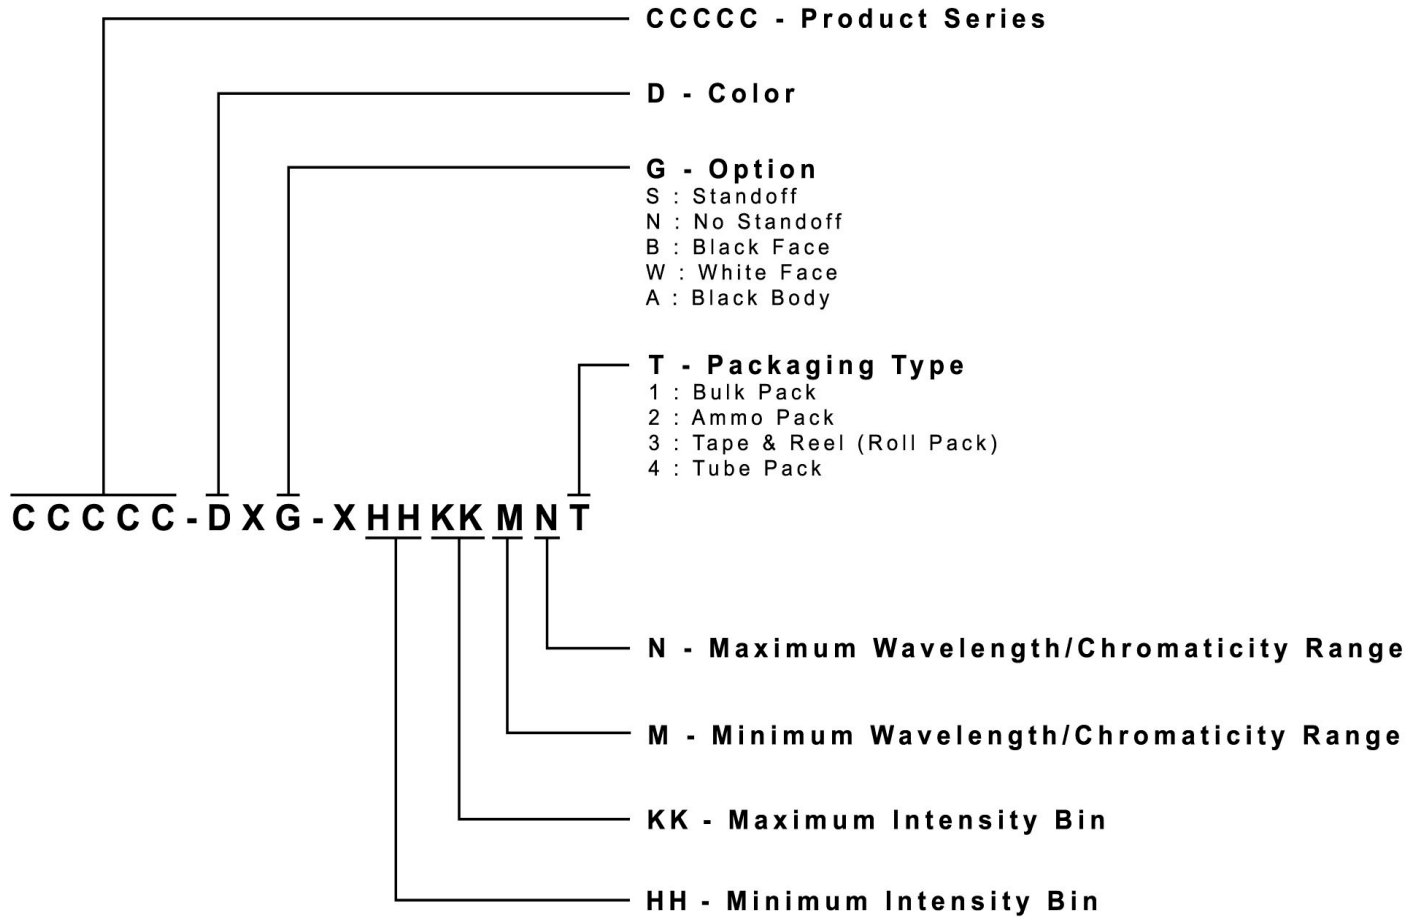 CCCCC - Product Series
D - Color
G - Option
S : Standoff
N : No Standoff
B : Black Face
W : White Face
A : Black Body
T - Packaging Type
1 : Bulk Pack
2 : Ammo Pack
3 : Tape & Reel (Roll Pack)
4 : Tube Pack
CCCCC-DXG-XHHKKMNT
N - Maximum Wavelength/Chromaticity Range
M - Minimum Wavelength/Chromaticity Range
KK - Maximum Intensity Bin
HH - Minimum Intensity Bin